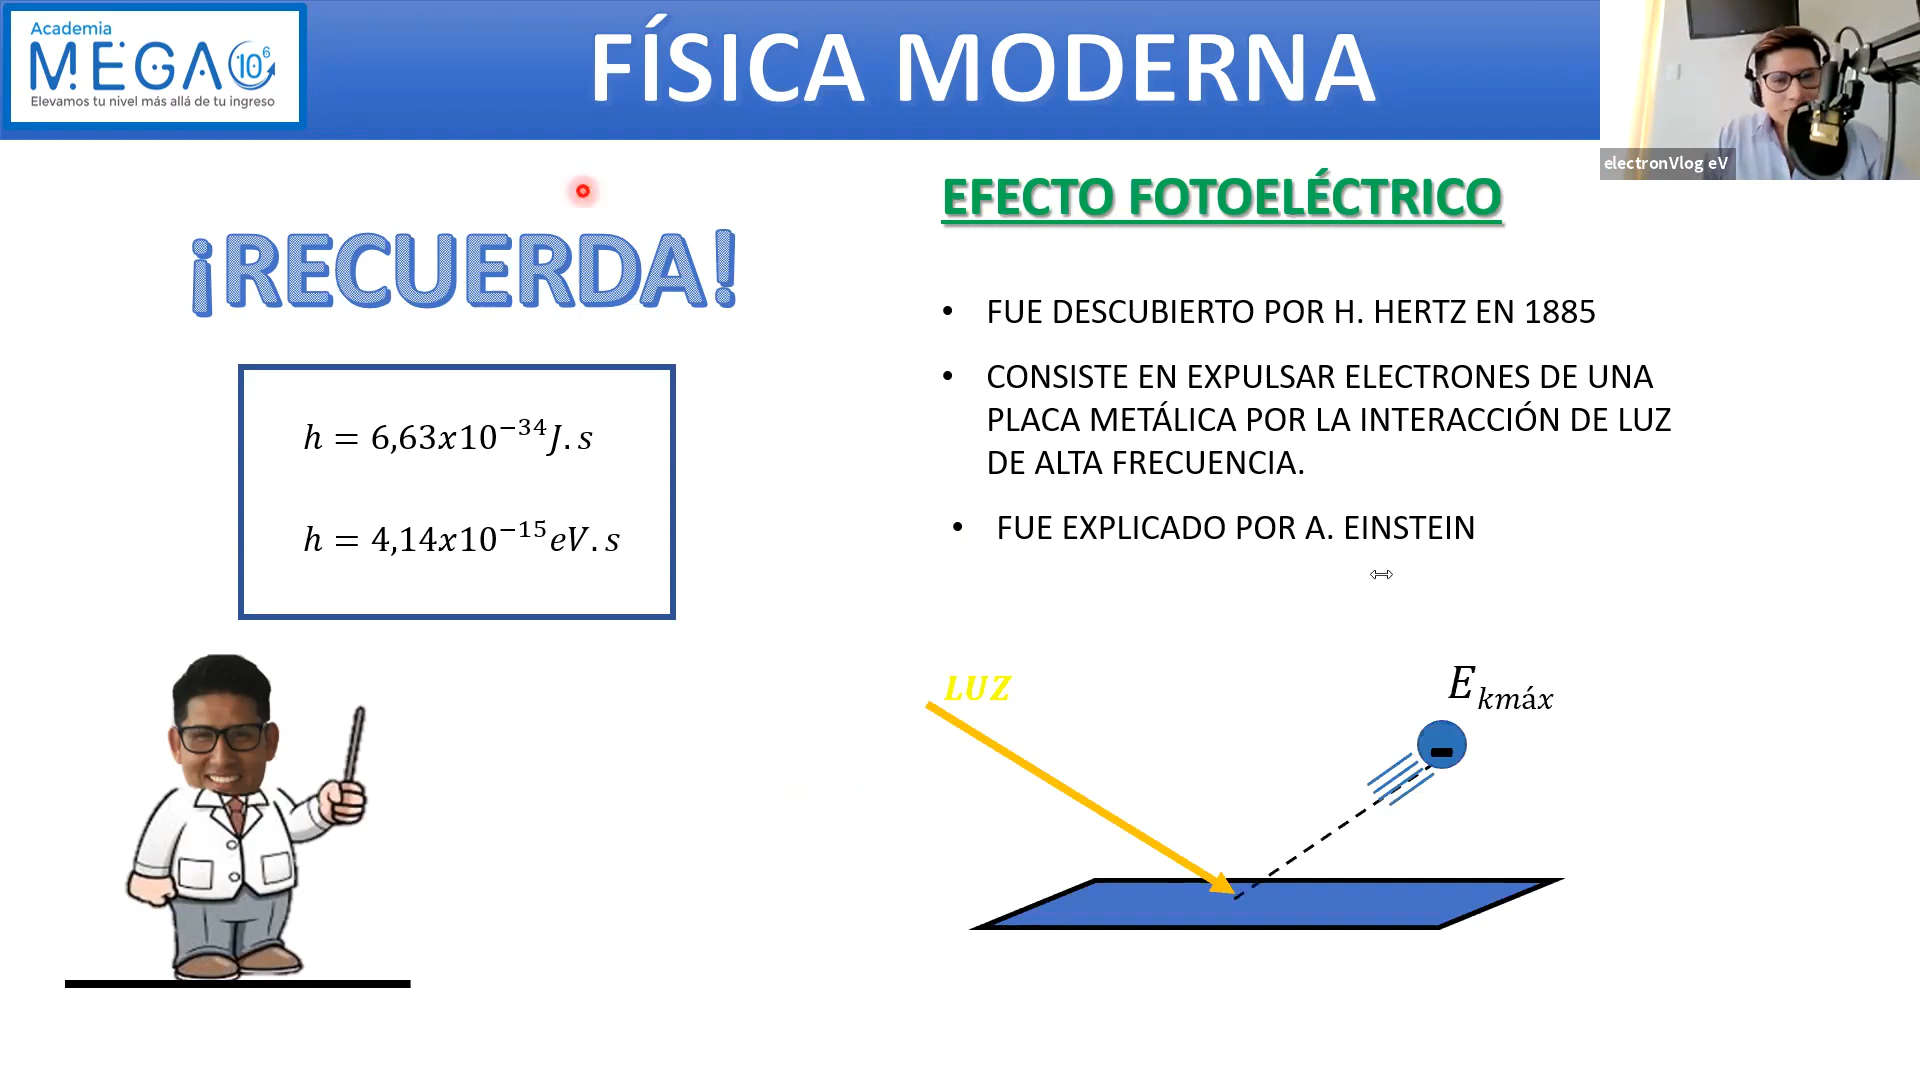 Academia
MEGA 10⁶
Elevamos tu nivel más allá de tu ingreso
FÍSICA MODERNA
electronVlog eV
¡RECUERDA!
h = 6,63x10⁻³⁴J.s
h = 4,14x10⁻¹⁵eV.s
EFECTO FOTOELÉCTRICO
• FUE DESCUBIERTO POR H. HERTZ EN 1885
• CONSISTE EN EXPULSAR ELECTRONES DE UNA
PLACA METÁLICA POR LA INTERACCIÓN DE LUZ
DE ALTA FRECUENCIA.
• FUE EXPLICADO POR A. EINSTEIN
LUZ
E_kmáx
-